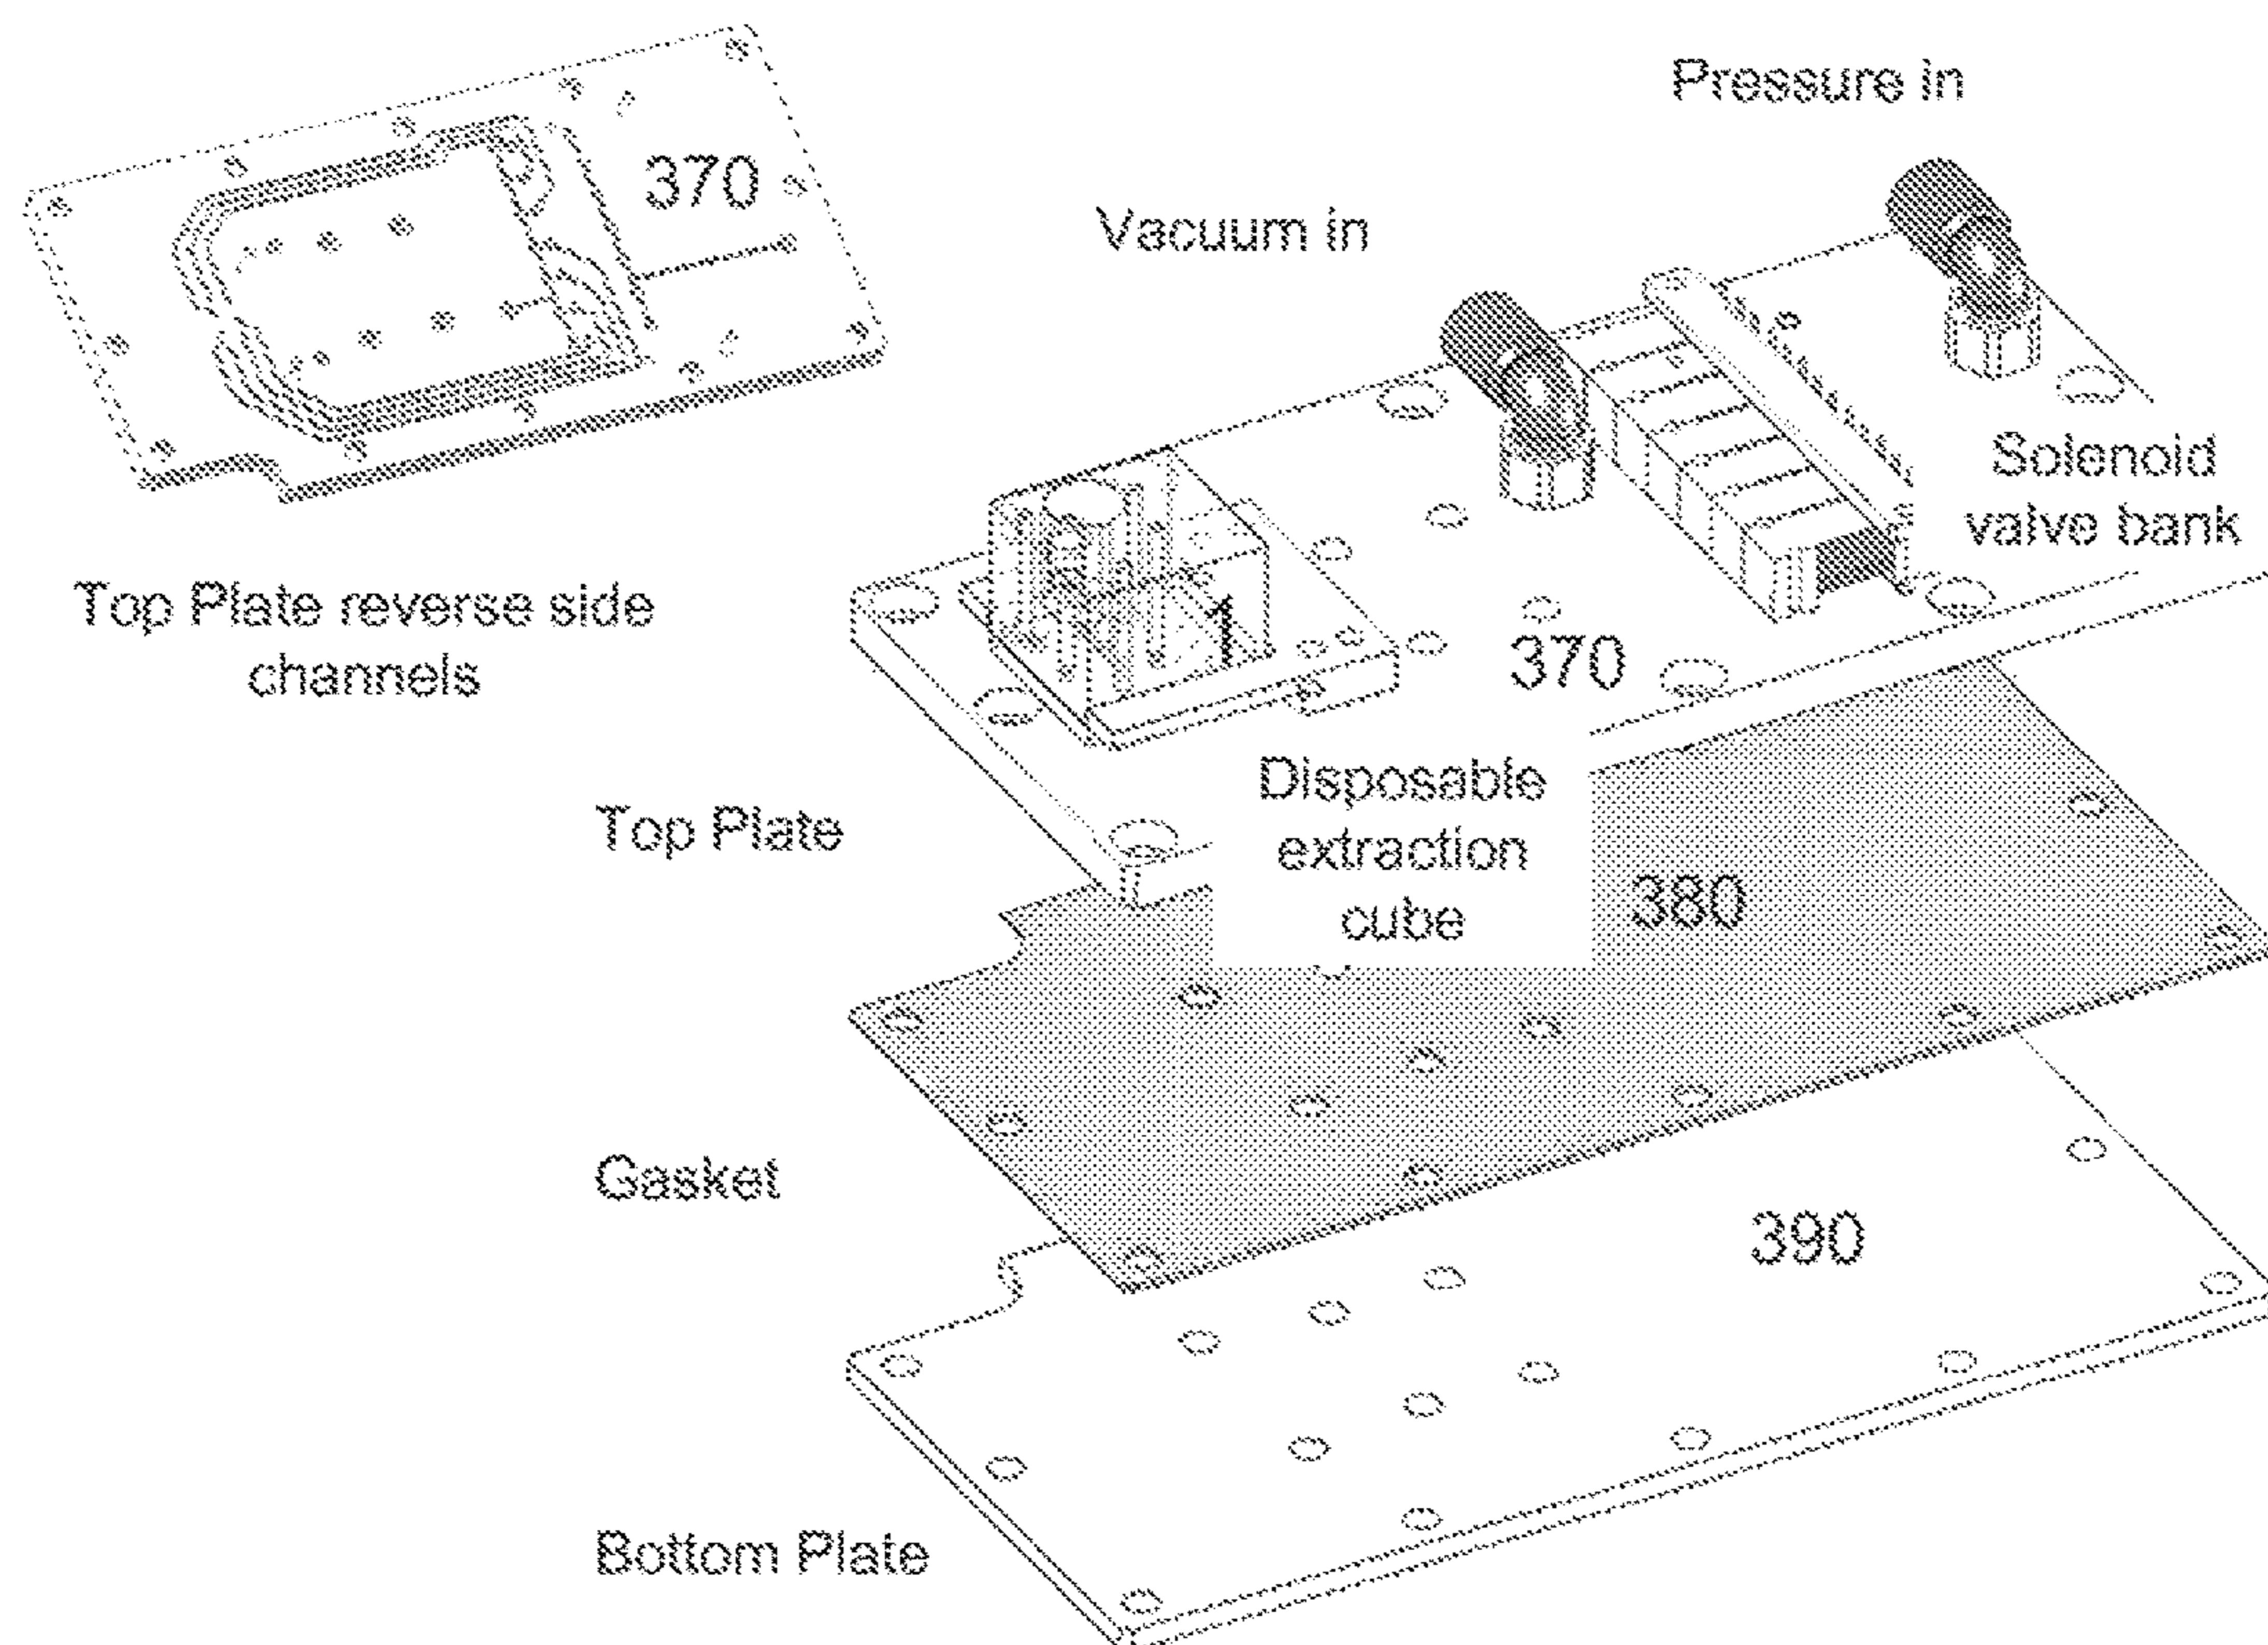 Pressure in
370
Vacuum in
Solenoid
valve bank
Top Plate reverse side
channels
1
370
Disposable
extraction
cube
Top Plate
380
Gasket
390
Bottom Plate